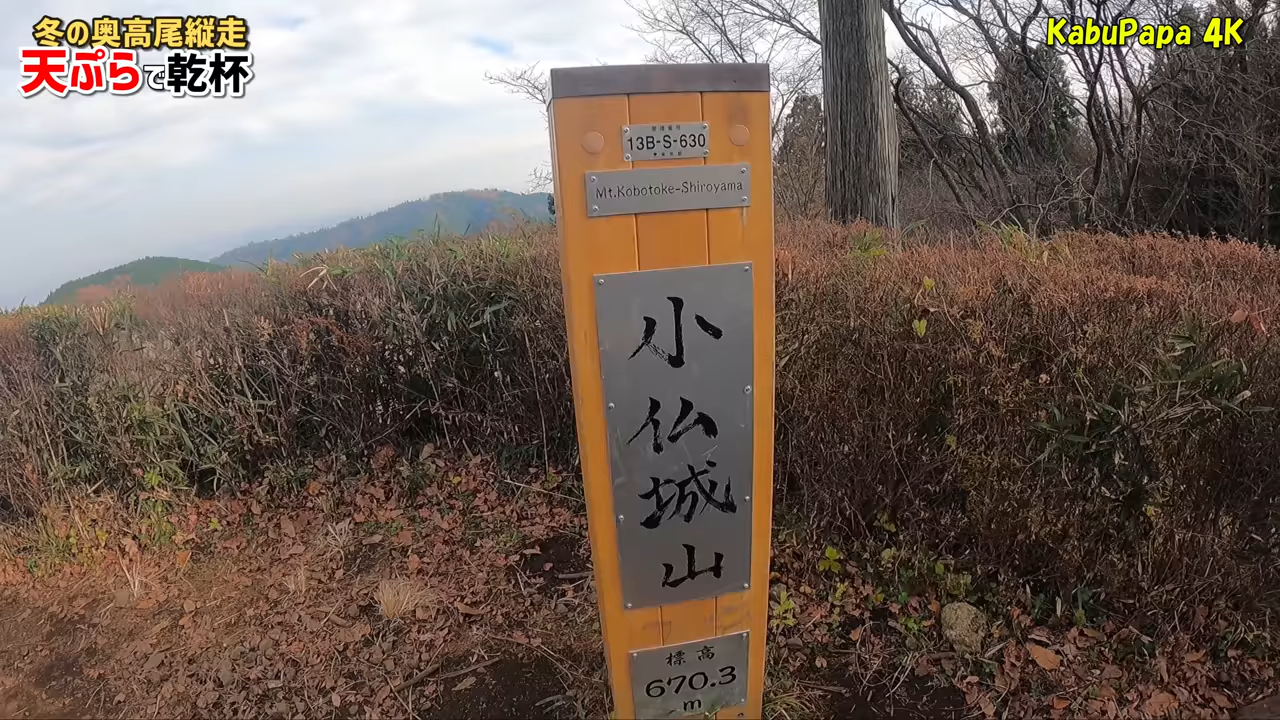 冬の奥高尾縦走
天ぷらで乾杯
KabuPapa 4K
13B-S-630
Mt.Kobotoke-Shiroyama
小仏城山
標高
670.3
m